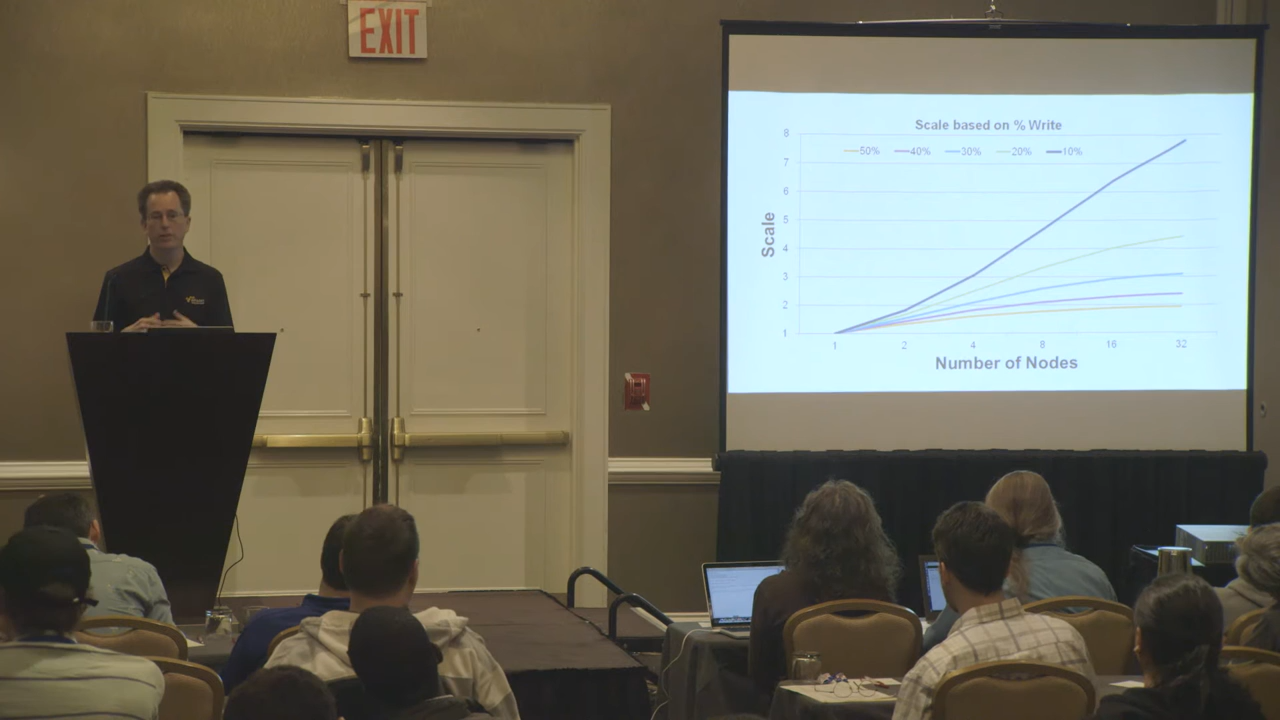 EXIT
Scale based on % Write
50% 40% 30% 20% 10%
8
7
6
5
4
3
2
1
Scale
1 2 4 8 16 32
Number of Nodes